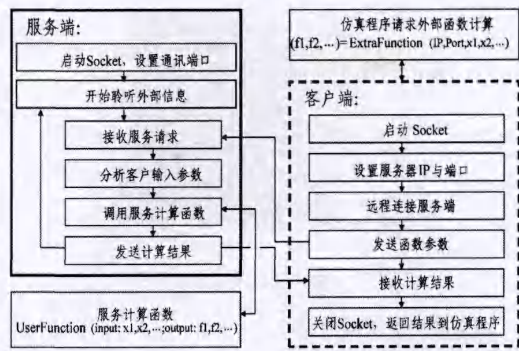 服务端:
启动Socket, 设置通讯端口
开始聆听外部信息
接收服务请求
分析客户输入参数
调用服务计算函数
发送计算结果
服务计算函数
UserFunction (input: x1,x2, …;output: f1,f2,…)
仿真程序请求外部函数计算
(f1,f2, …)= ExtraFunction (IP,Port,x1,x2, …)
客户端:
启动 Socket
设置服务器IP与端口
远程连接服务端
发送函数参数
接收计算结果
关闭Socket, 返回结果到仿真程序